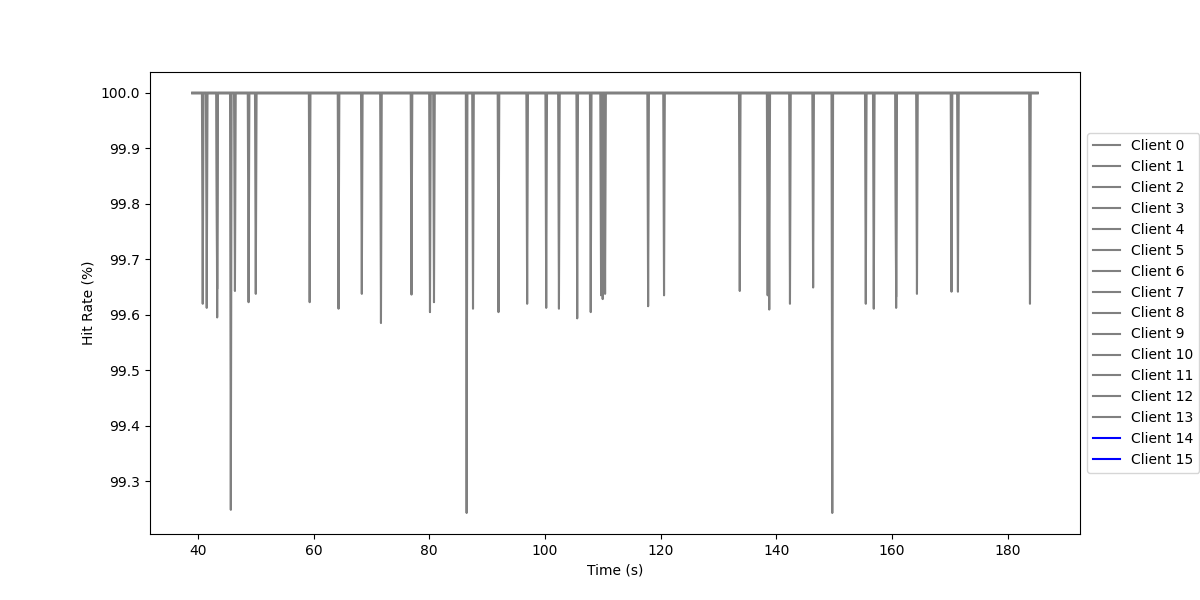 100.0
99.9
99.8
99.7
99.6
99.5
99.4
99.3
Hit Rate (%)
40 60 80 100 120 140 160 180
Time (s)
Client 0
Client 1
Client 2
Client 3
Client 4
Client 5
Client 6
Client 7
Client 8
Client 9
Client 10
Client 11
Client 12
Client 13
Client 14
Client 15